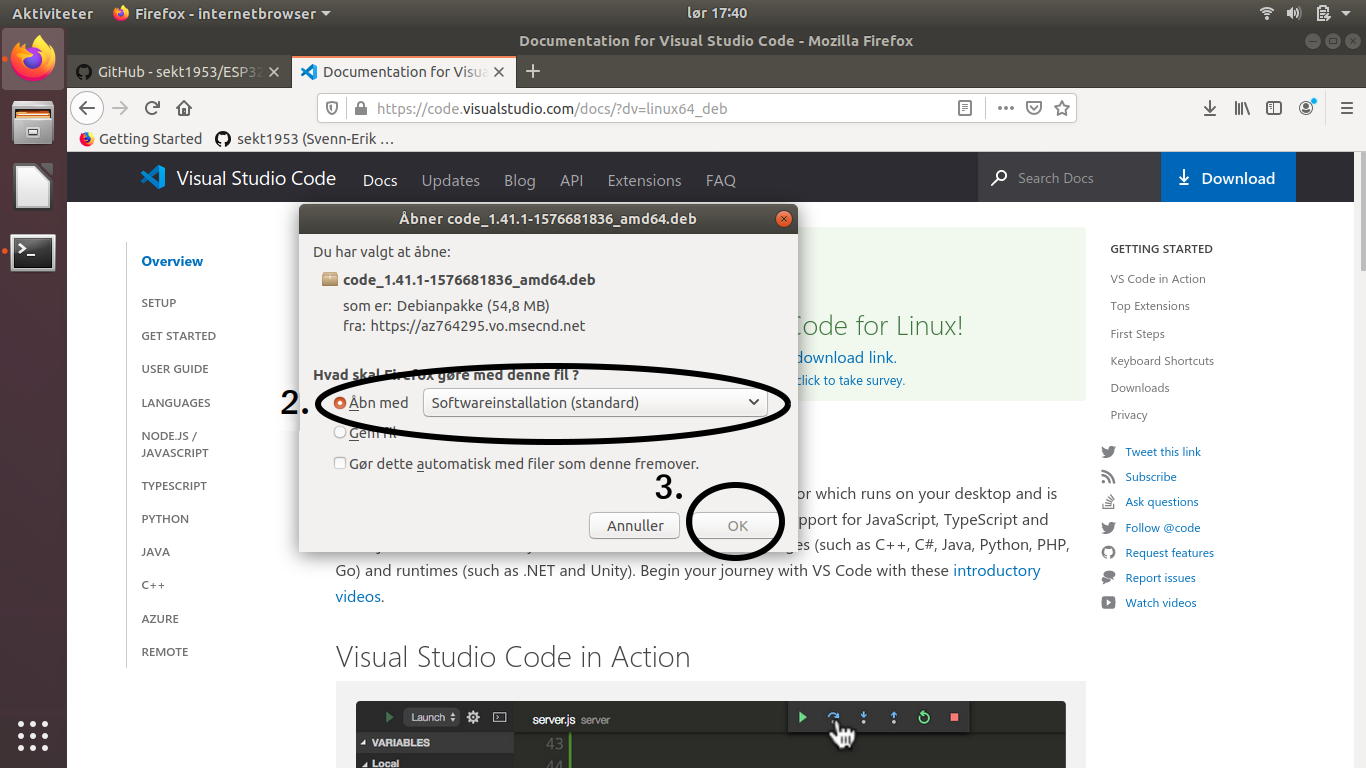 Aktiviteter
Firefox - internetbrowser
lør 17:40
Documentation for Visual Studio Code - Mozilla Firefox
GitHub - sekt1953/ESP32
Documentation for Visua
https://code.visualstudio.com/docs/?dv=linux64_deb
Getting Started
sekt1953 (Svenn-Erik …
Visual Studio Code
Docs
Updates
Blog
API
Extensions
FAQ
Search Docs
Download
Overview
SETUP
GET STARTED
USER GUIDE
LANGUAGES
NODE.JS /
JAVASCRIPT
TYPESCRIPT
PYTHON
JAVA
C++
AZURE
REMOTE
Åbner code_1.41.1-1576681836_amd64.deb
Du har valgt at åbne:
code_1.41.1-1576681836_amd64.deb
som er: Debianpakke (54,8 MB)
fra: https://az764295.vo.msecnd.net
Hvad skal Firefox gøre med denne fil ?
2.
Åbn med
Softwareinstallation (standard)
Gem fil
Gør dette automatisk med filer som denne fremover.
3.
Annuller
OK
Code for Linux!
download link.
click to take survey.
or which runs on your desktop and is
pport for JavaScript, TypeScript and
ges (such as C++, C#, Java, Python, PHP,
Go) and runtimes (such as .NET and Unity). Begin your journey with VS Code with these introductory
videos.
Visual Studio Code in Action
Launch
server.js server
VARIABLES
Local
43
44
GETTING STARTED
VS Code in Action
Top Extensions
First Steps
Keyboard Shortcuts
Downloads
Privacy
Tweet this link
Subscribe
Ask questions
Follow @code
Request features
Report issues
Watch videos